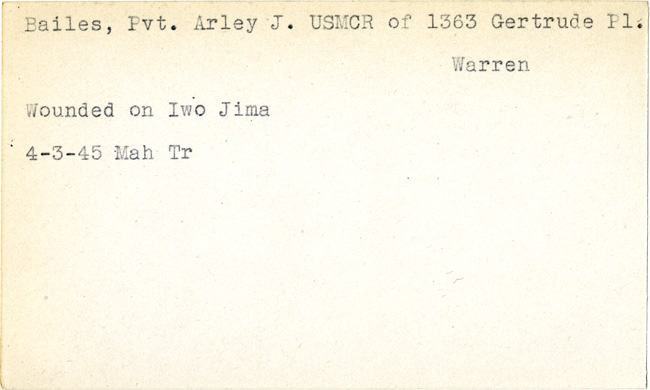 Bailes, Pvt. Arley J. USMCR of 1363 Gertrude Pl.
Warren
Wounded on Iwo Jima
4-3-45 Mah Tr